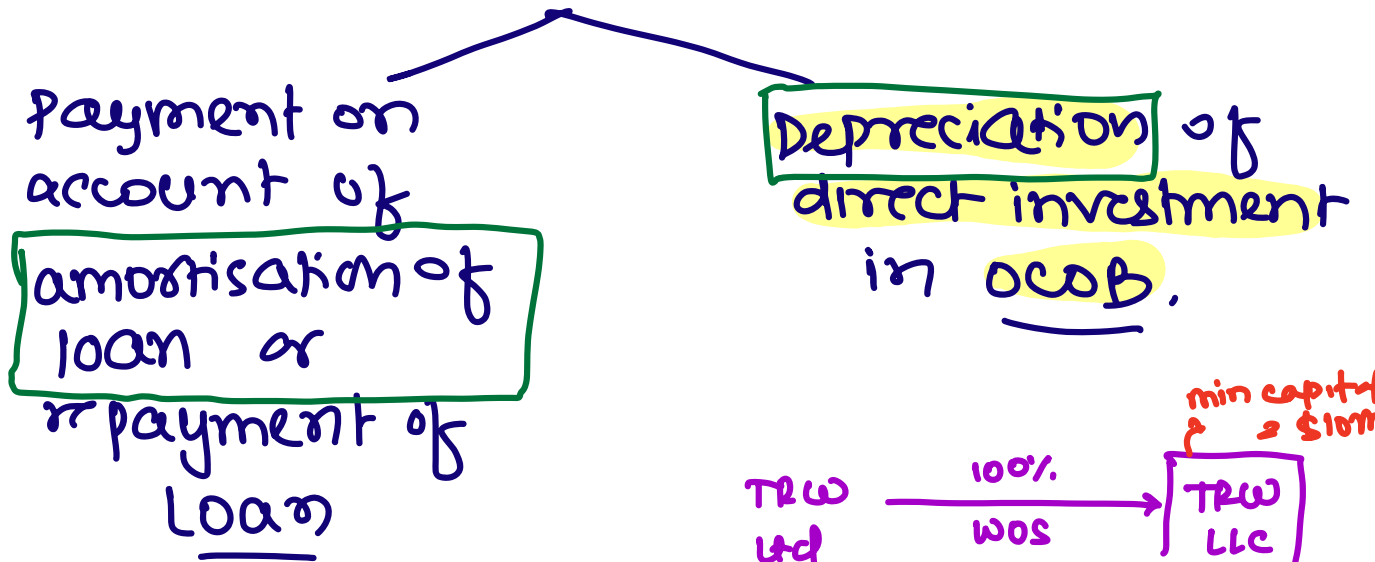 Payment on
account of
amortisation of
loan or
repayment of
Loan
Depreciation of
direct investment
in OCOB.
min capital
= $10m
TRW
Ltd
100%
WOS
TRW
LLC